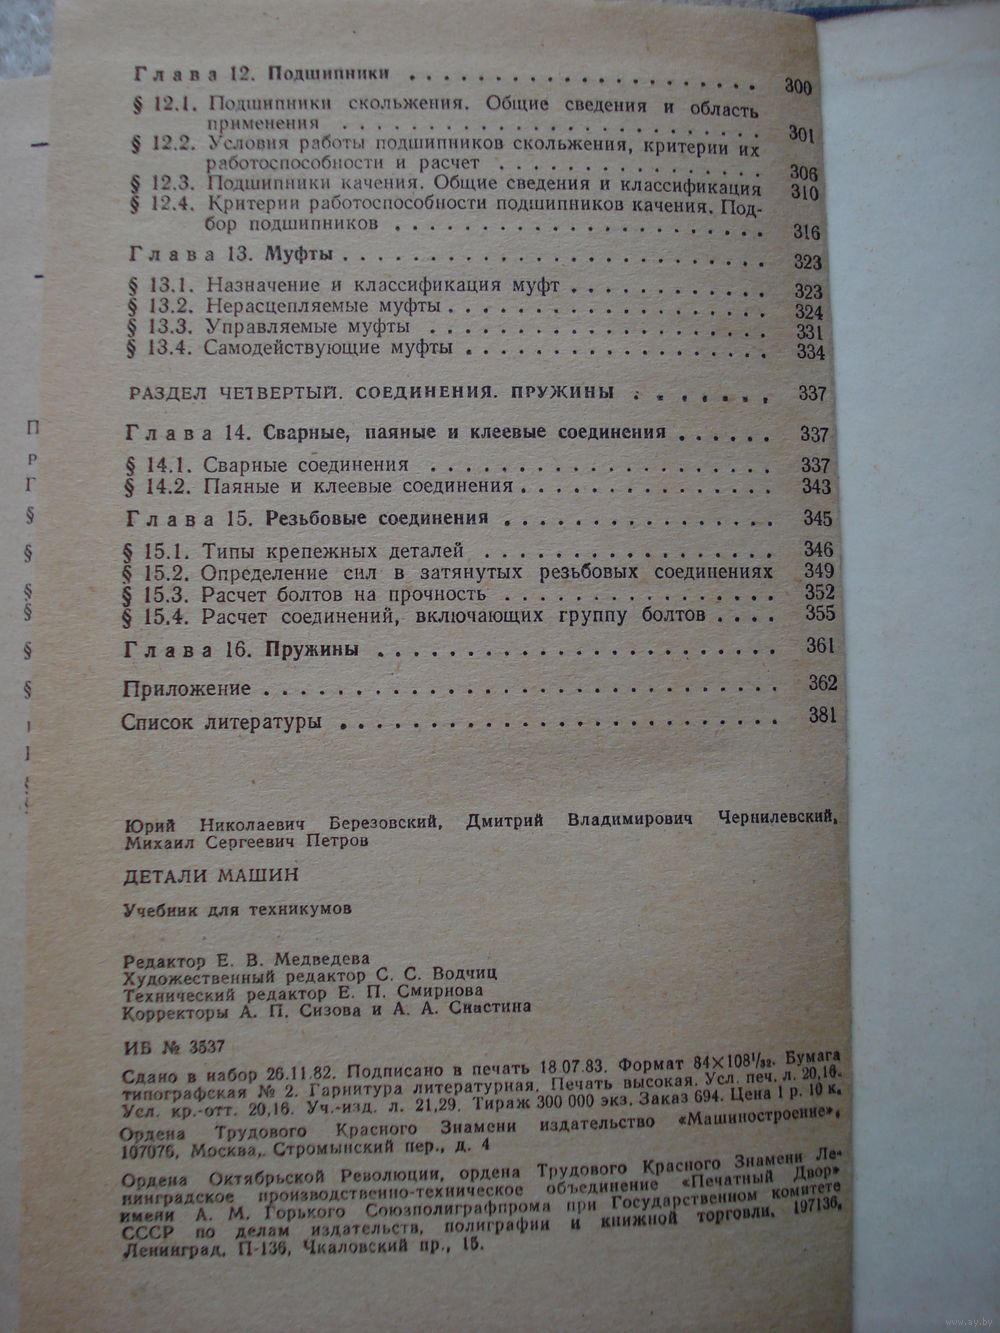 Глава 12. Подшипники . . . . . . . . . . . . . . . . . . . . . 300
§ 12.1. Подшипники скольжения. Общие сведения и область
применения . . . . . . . . . . . . . . . . . . . . . . . . 301
§ 12.2. Условия работы подшипников скольжения, критерии их
работоспособности и расчет . . . . . . . . . . . . . . . 306
§ 12.3. Подшипники качения. Общие сведения и классификация 310
§ 12.4. Критерии работоспособности подшипников качения. Под-
бор подшипников . . . . . . . . . . . . . . . . . . . . . 316
Глава 13. Муфты . . . . . . . . . . . . . . . . . . . . . . . . 323
§ 13.1. Назначение и классификация муфт . . . . . . . . . . . 323
§ 13.2. Нерасцепляемые муфты . . . . . . . . . . . . . . . . . 324
§ 13.3. Управляемые муфты . . . . . . . . . . . . . . . . . . . 331
§ 13.4. Самодействующие муфты . . . . . . . . . . . . . . . . . 334
РАЗДЕЛ ЧЕТВЕРТЫЙ. СОЕДИНЕНИЯ. ПРУЖИНЫ . . . . . . . 337
Глава 14. Сварные, паяные и клеевые соединения . . . . . . 337
§ 14.1. Сварные соединения . . . . . . . . . . . . . . . . . . 337
§ 14.2. Паяные и клеевые соединения . . . . . . . . . . . . . . 343
Глава 15. Резьбовые соединения . . . . . . . . . . . . . . . . 345
§ 15.1. Типы крепежных деталей . . . . . . . . . . . . . . . . 346
§ 15.2. Определение сил в затянутых резьбовых соединениях 349
§ 15.3. Расчет болтов на прочность . . . . . . . . . . . . . . . 352
§ 15.4. Расчет соединений, включающих группу болтов . . . . 355
Глава 16. Пружины . . . . . . . . . . . . . . . . . . . . . . . 361
Приложение . . . . . . . . . . . . . . . . . . . . . . . . . . . 362
Список литературы . . . . . . . . . . . . . . . . . . . . . . . . 381
Юрий Николаевич Березовский, Дмитрий Владимирович Чернилевский,
Михаил Сергеевич Петров
ДЕТАЛИ МАШИН
Учебник для техникумов
Редактор Е. В. Медведева
Художественный редактор С. С. Водчиц
Технический редактор Е. П. Смирнова
Корректоры А. П. Сизова и А. А. Снастина
ИБ № 3537
Сдано в набор 26.11.82. Подписано в печать 18.07.83. Формат 84×108¹/₃₂. Бумага
типографская № 2. Гарнитура литературная. Печать высокая. Усл. печ. л. 20,16.
Усл. кр.-отт. 20,16. Уч.-изд. л. 21,29. Тираж 300 000 экз. Заказ 694. Цена 1 р. 10 к.
Ордена Трудового Красного Знамени издательство «Машиностроение»,
107076, Москва, Стромынский пер., д. 4
Ордена Октябрьской Революции, ордена Трудового Красного Знамени Ле-
нинградское производственно-техническое объединение «Печатный Двор»
имени А. М. Горького Союзполиграфпрома при Государственном комитете
СССР по делам издательств, полиграфии и книжной торговли. 197136,
Ленинград, П-136, Чкаловский пр., 15.
www.ay.by